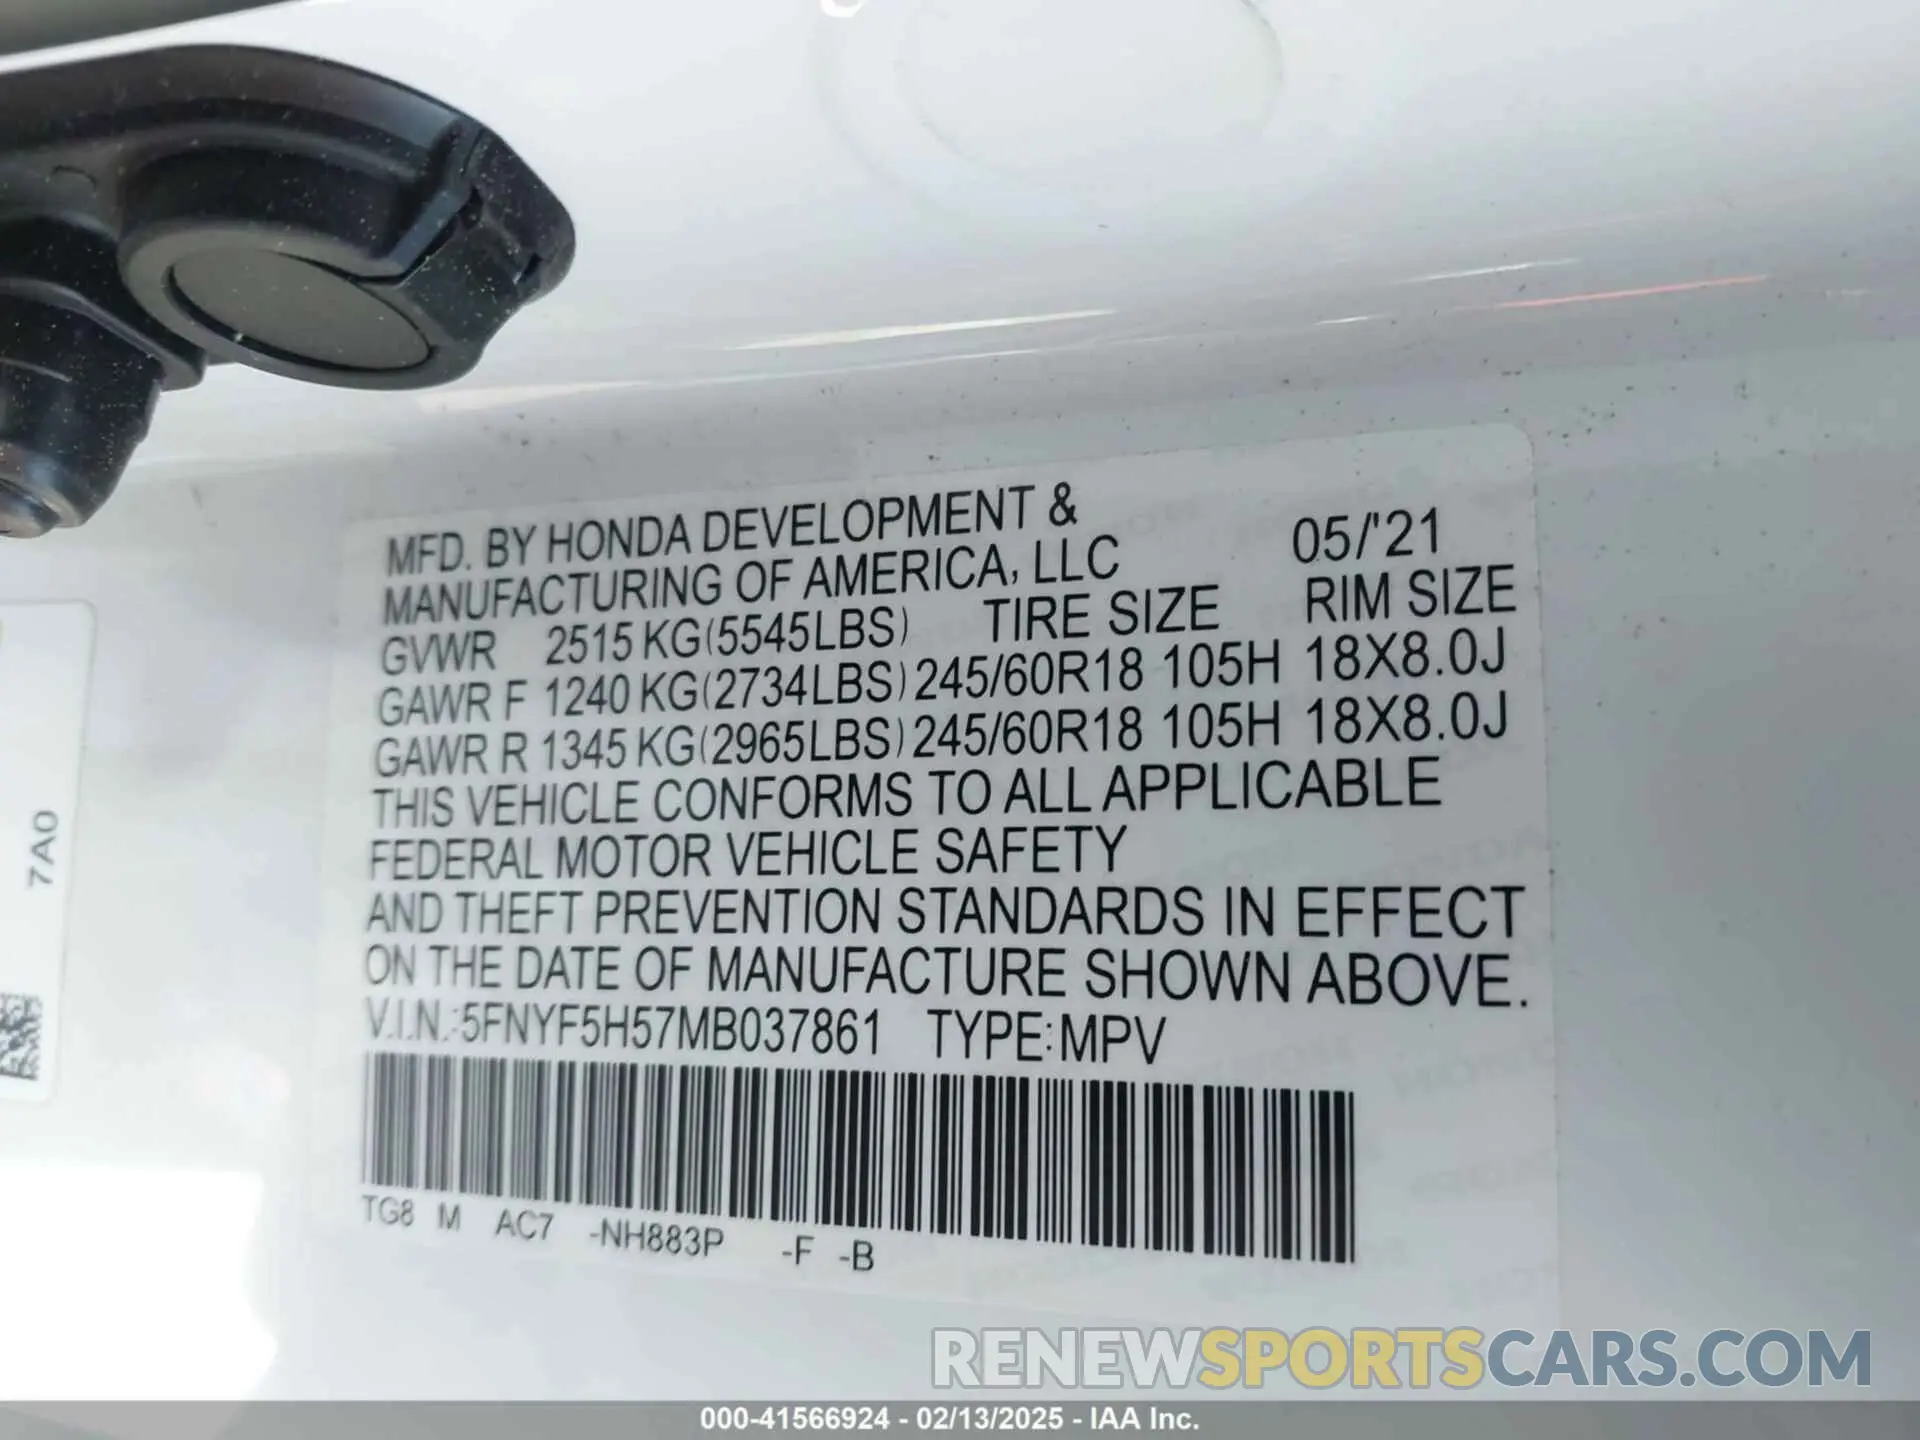 MFD. BY HONDA DEVELOPMENT &
MANUFACTURING OF AMERICA, LLC 05/'21
GVWR 2515 KG(5545LBS) TIRE SIZE RIM SIZE
GAWR F 1240 KG(2734LBS) 245/60R18 105H 18X8.0J
GAWR R 1345 KG(2965LBS) 245/60R18 105H 18X8.0J
THIS VEHICLE CONFORMS TO ALL APPLICABLE
FEDERAL MOTOR VEHICLE SAFETY
AND THEFT PREVENTION STANDARDS IN EFFECT
ON THE DATE OF MANUFACTURE SHOWN ABOVE.
V.I.N.:5FNYF5H57MB037861 TYPE:MPV
TG8 M AC7 -NH883P -F -B
7A0
RENEWSPORTSCARS.COM
000-41566924 - 02/13/2025 - IAA Inc.